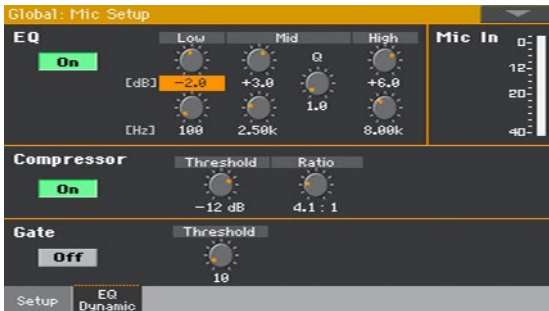 Global: Mic Setup
EQ Low Mid High Mic In
On Q 0
[dB] -2.0 +3.0 +6.0 12
1.0 20
[Hz] 100 2.50k 8.00k 40
Compressor Threshold Ratio
On
-12 dB 4.1 : 1
Gate Threshold
Off
10
Setup EQ
Dynamic